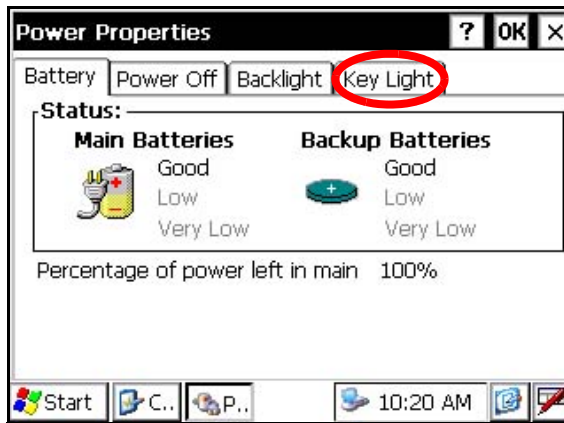 Power Properties ? OK ×
Battery Power Off Backlight Key Light
Status:
Main Batteries Backup Batteries
Good Good
Low Low
Very Low Very Low
Percentage of power left in main 100%
Start C.. P.. 10:20 AM